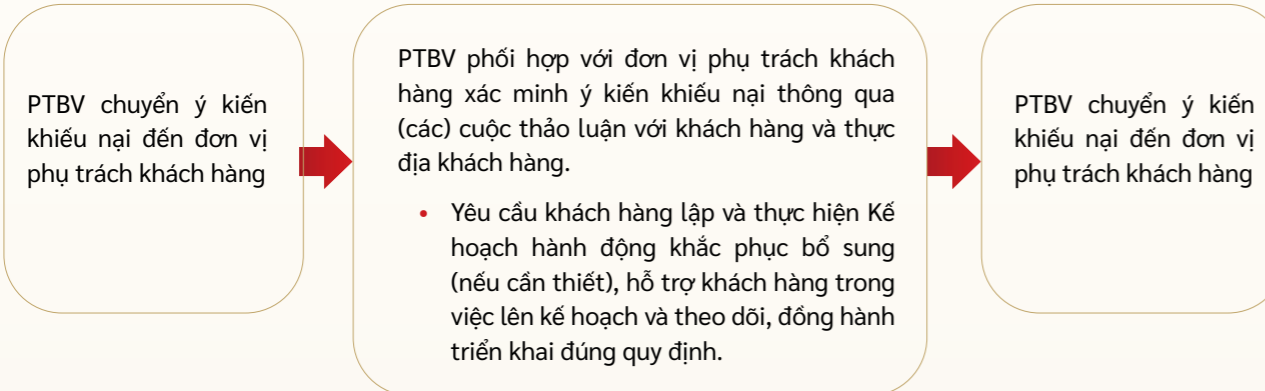 PTBV chuyển ý kiến
khiếu nại đến đơn vị
phụ trách khách hàng
PTBV phối hợp với đơn vị phụ trách khách
hàng xác minh ý kiến khiếu nại thông qua
(các) cuộc thảo luận với khách hàng và thực
địa khách hàng.
• Yêu cầu khách hàng lập và thực hiện Kế
hoạch hành động khắc phục bổ sung
(nếu cần thiết), hỗ trợ khách hàng trong
việc lên kế hoạch và theo dõi, đồng hành
triển khai đúng quy định.
PTBV chuyển ý kiến
khiếu nại đến đơn vị
phụ trách khách hàng